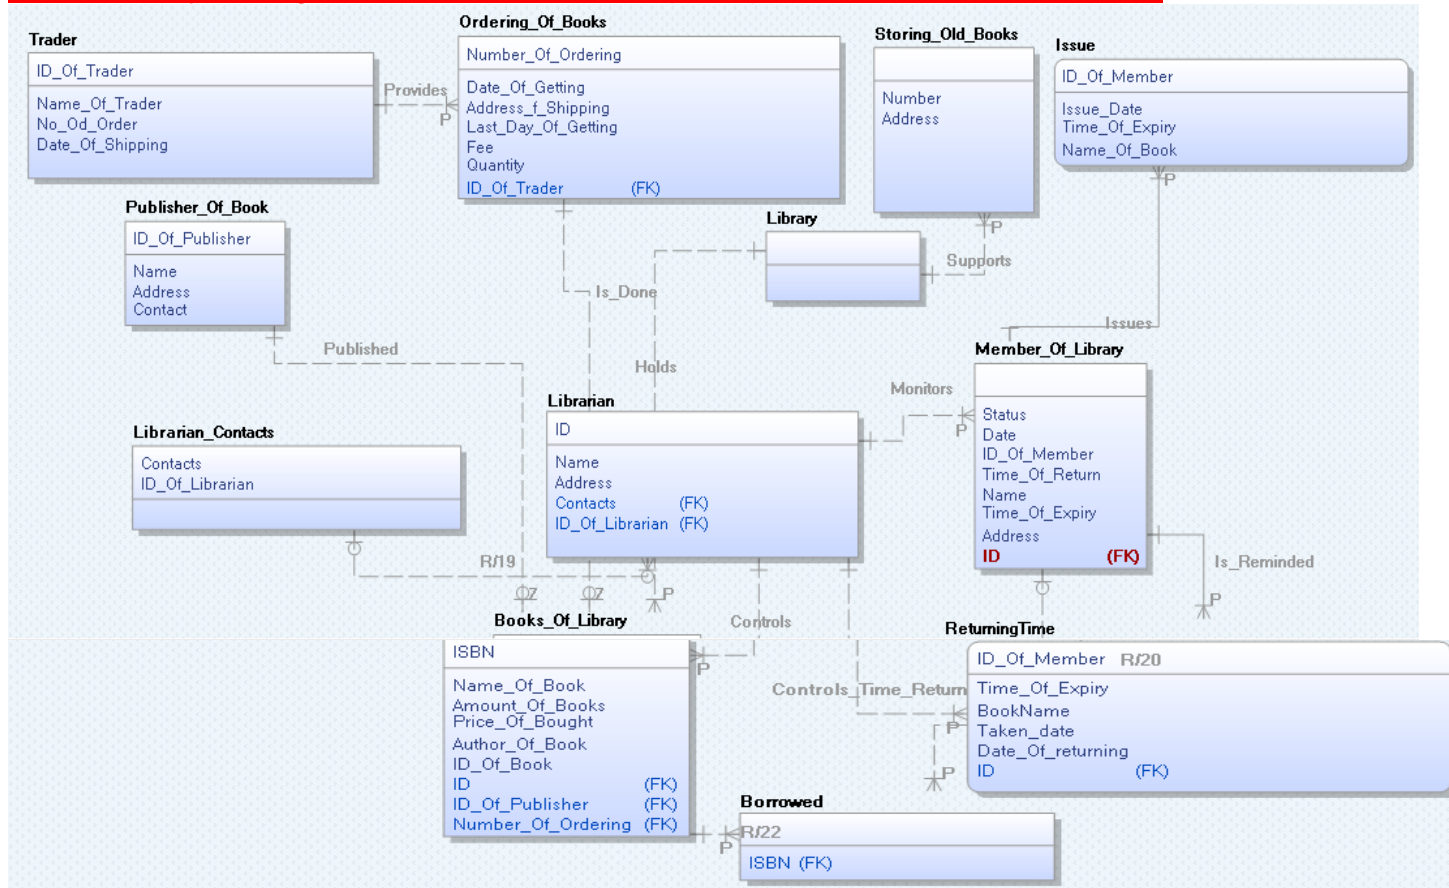 Trader
ID_Of_Trader
Name_Of_Trader
No_Od_Order
Date_Of_Shipping
Provides
P
Ordering_Of_Books
Number_Of_Ordering
Date_Of_Getting
Address_f_Shipping
Last_Day_Of_Getting
Fee
Quantity
ID_Of_Trader (FK)
Storing_Old_Books
Number
Address
P
Issue
ID_Of_Member
Issue_Date
Time_Of_Expiry
Name_Of_Book
P
Publisher_Of_Book
ID_Of_Publisher
Name
Address
Contact
Library
Supports
Is_Done
Published
Holds
Issues
Librarian_Contacts
Contacts
ID_Of_Librarian
Librarian
ID
Name
Address
Contacts (FK)
ID_Of_Librarian (FK)
Monitors
P
Member_Of_Library
Status
Date
ID_Of_Member
Time_Of_Return
Name
Time_Of_Expiry
Address
ID (FK)
Is_Reminded
P
R/19
Z
Z
P
Controls
P
Books_Of_Library
ISBN
Name_Of_Book
Amount_Of_Books
Price_Of_Bought
Author_Of_Book
ID_Of_Book
ID (FK)
ID_Of_Publisher (FK)
Number_Of_Ordering (FK)
P
Controls_Time_Return
P
P
ReturningTime
ID_Of_Member R/20
Time_Of_Expiry
BookName
Taken_date
Date_Of_returning
ID (FK)
Borrowed
R/22
ISBN (FK)